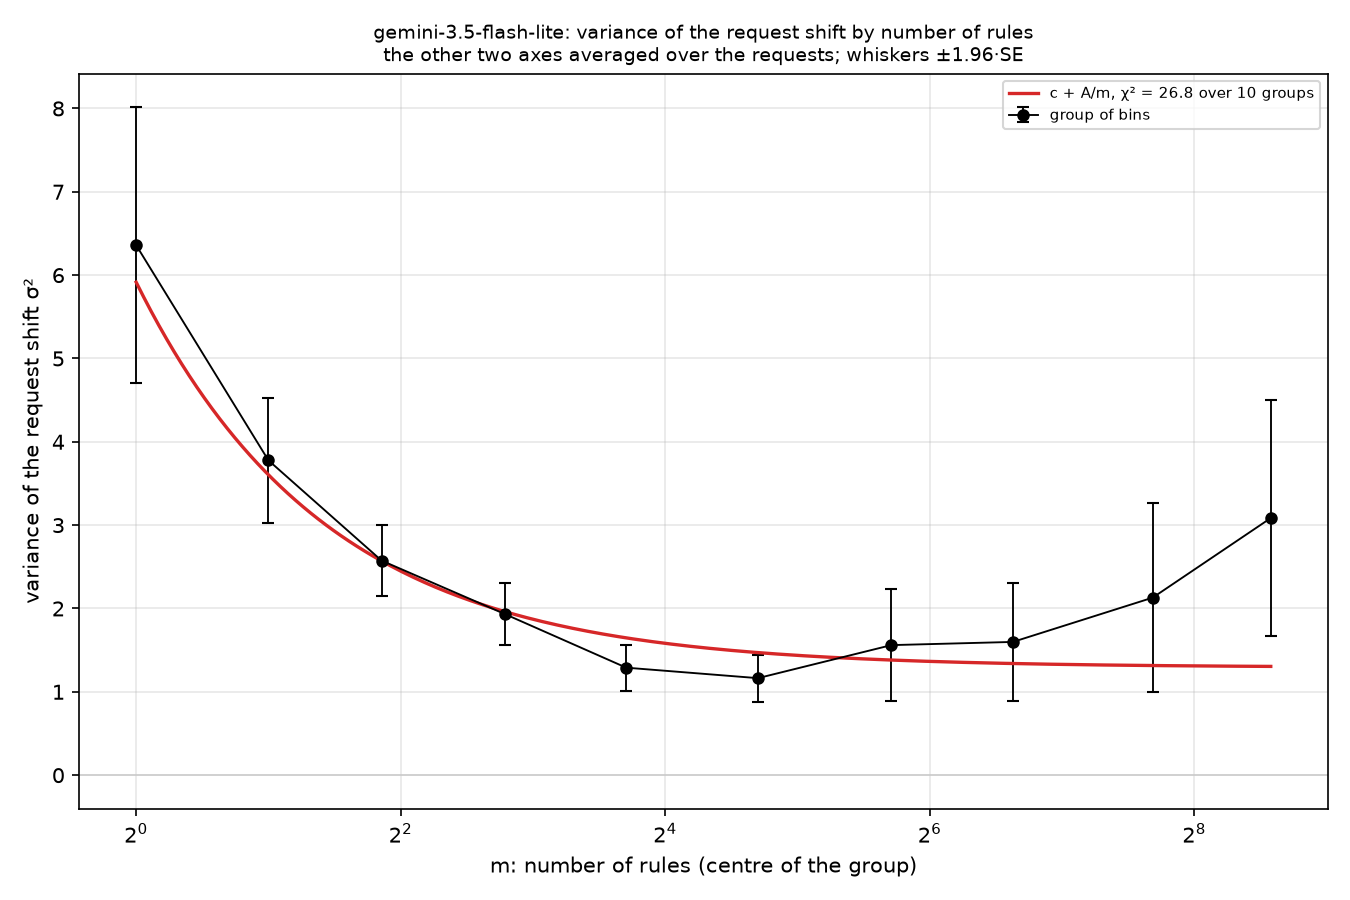 gemini-3.5-flash-lite: variance of the request shift by number of rules
the other two axes averaged over the requests; whiskers ±1.96·SE
c + A/m, χ² = 26.8 over 10 groups
group of bins
variance of the request shift σ²
8
7
6
5
4
3
2
1
0
2⁰
2²
2⁴
2⁶
2⁸
m: number of rules (centre of the group)